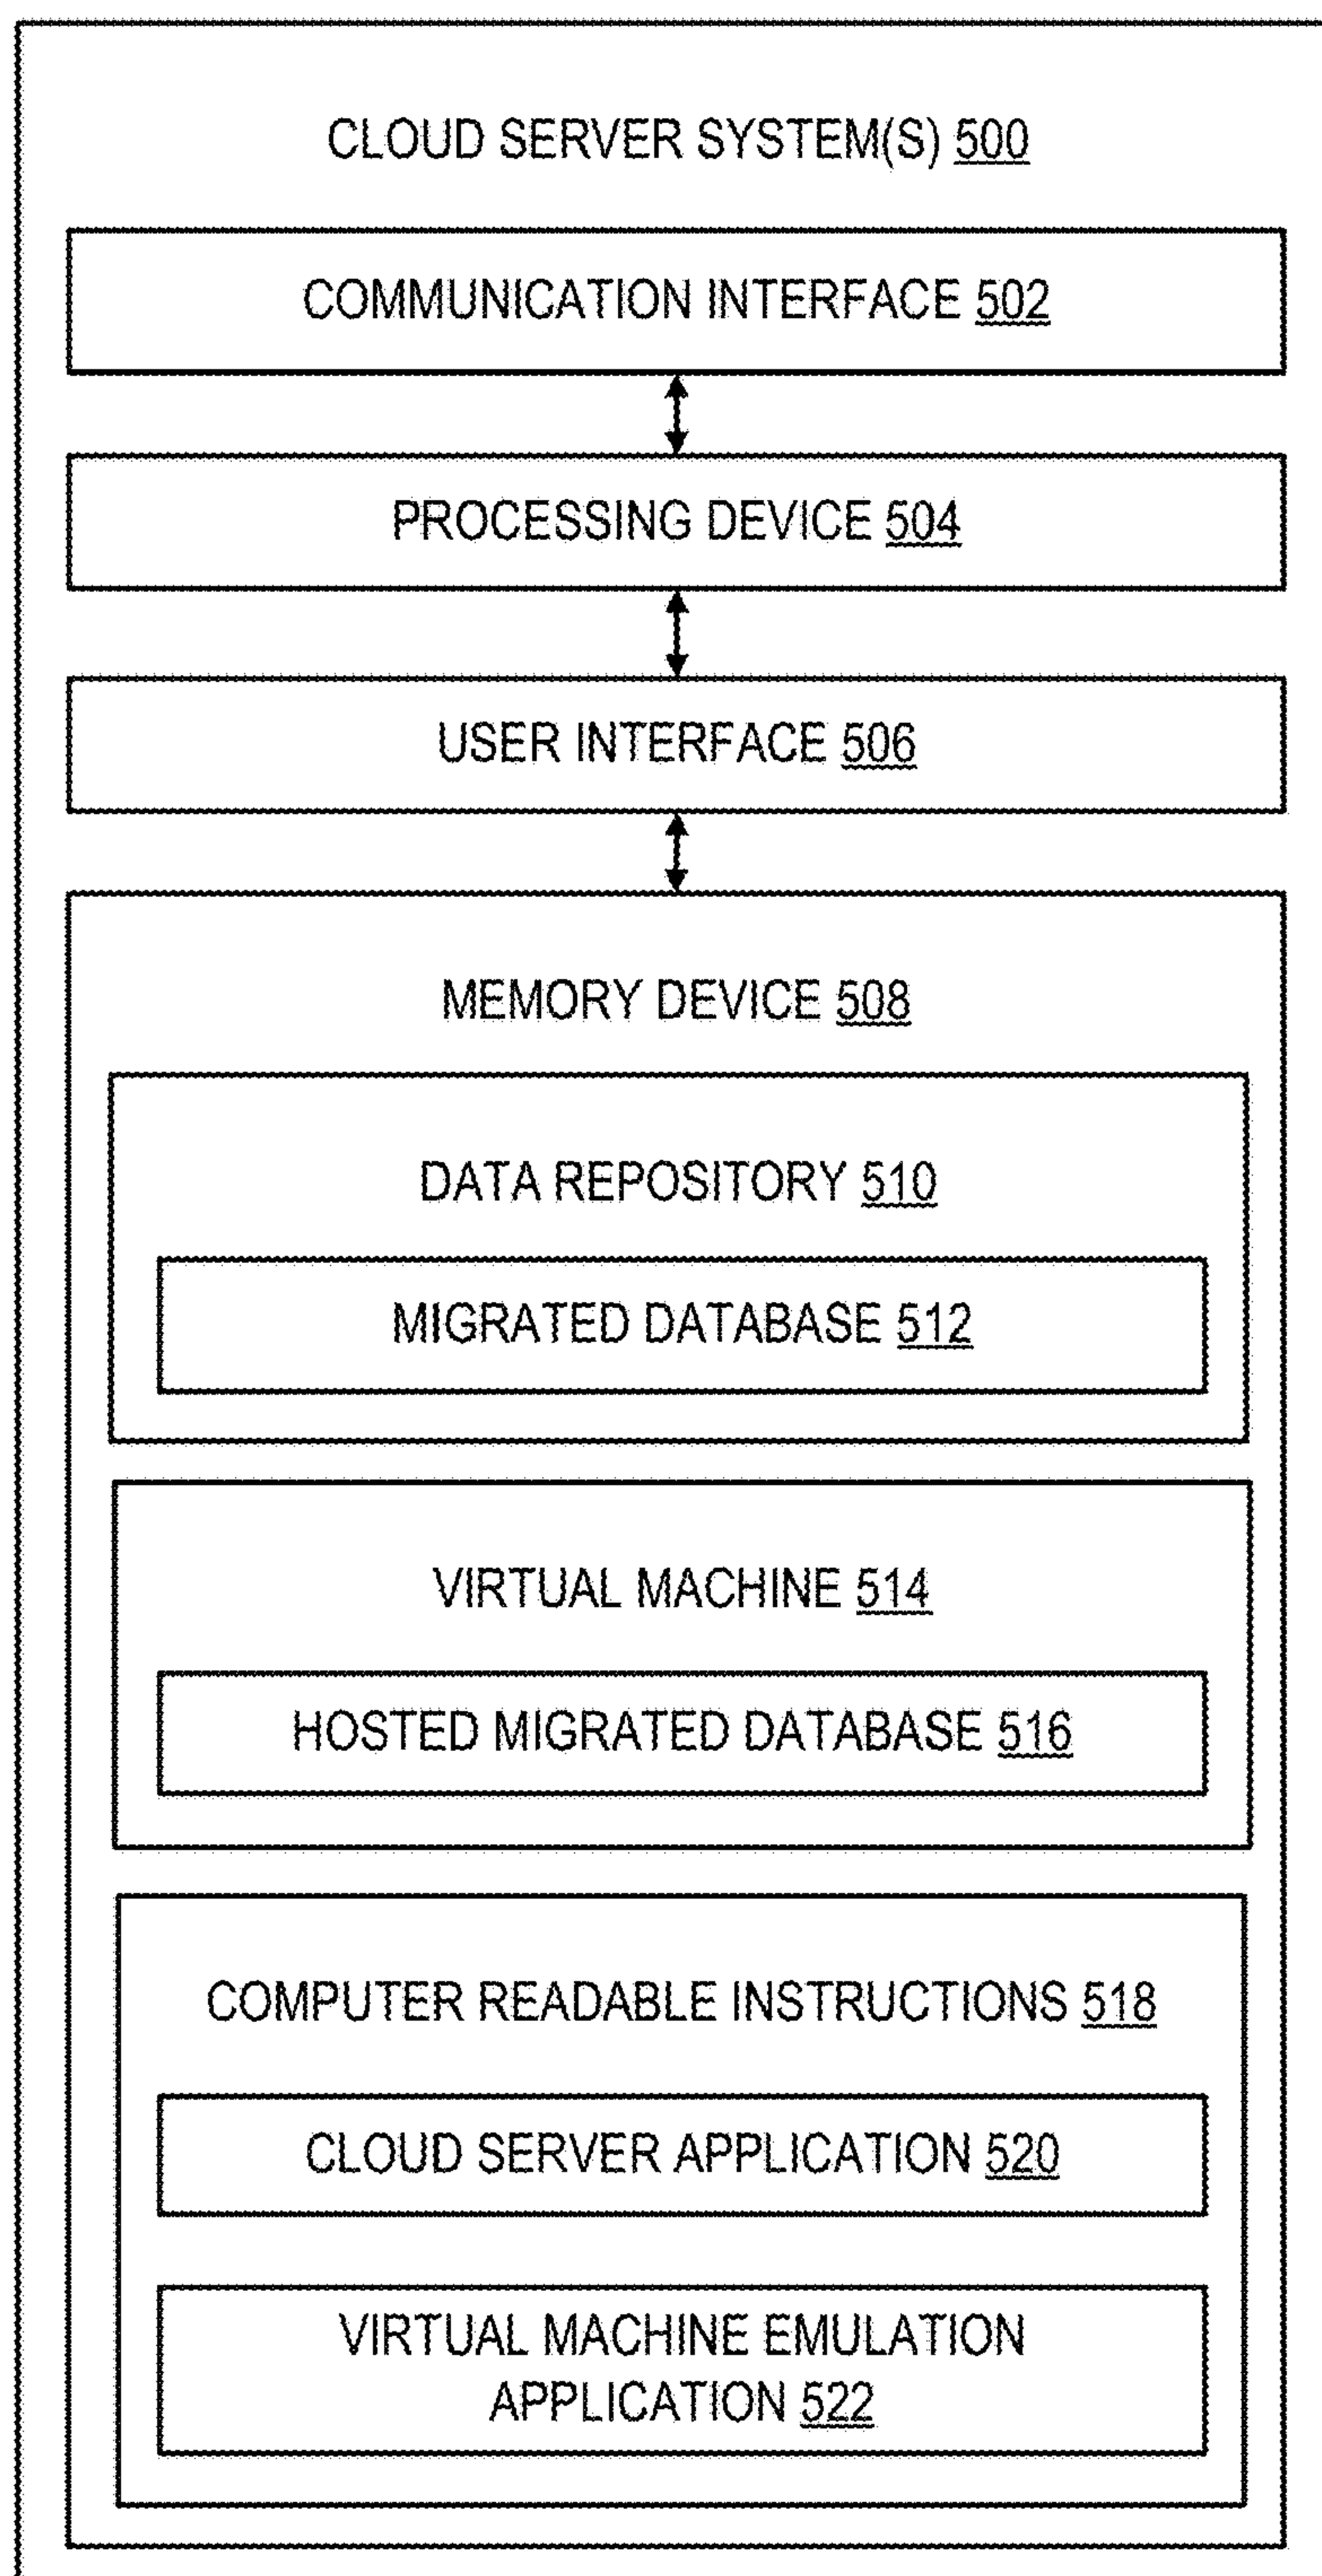 CLOUD SERVER SYSTEM(S) 500
COMMUNICATION INTERFACE 502
PROCESSING DEVICE 504
USER INTERFACE 506
MEMORY DEVICE 508
DATA REPOSITORY 510
MIGRATED DATABASE 512
VIRTUAL MACHINE 514
HOSTED MIGRATED DATABASE 516
COMPUTER READABLE INSTRUCTIONS 518
CLOUD SERVER APPLICATION 520
VIRTUAL MACHINE EMULATION
APPLICATION 522